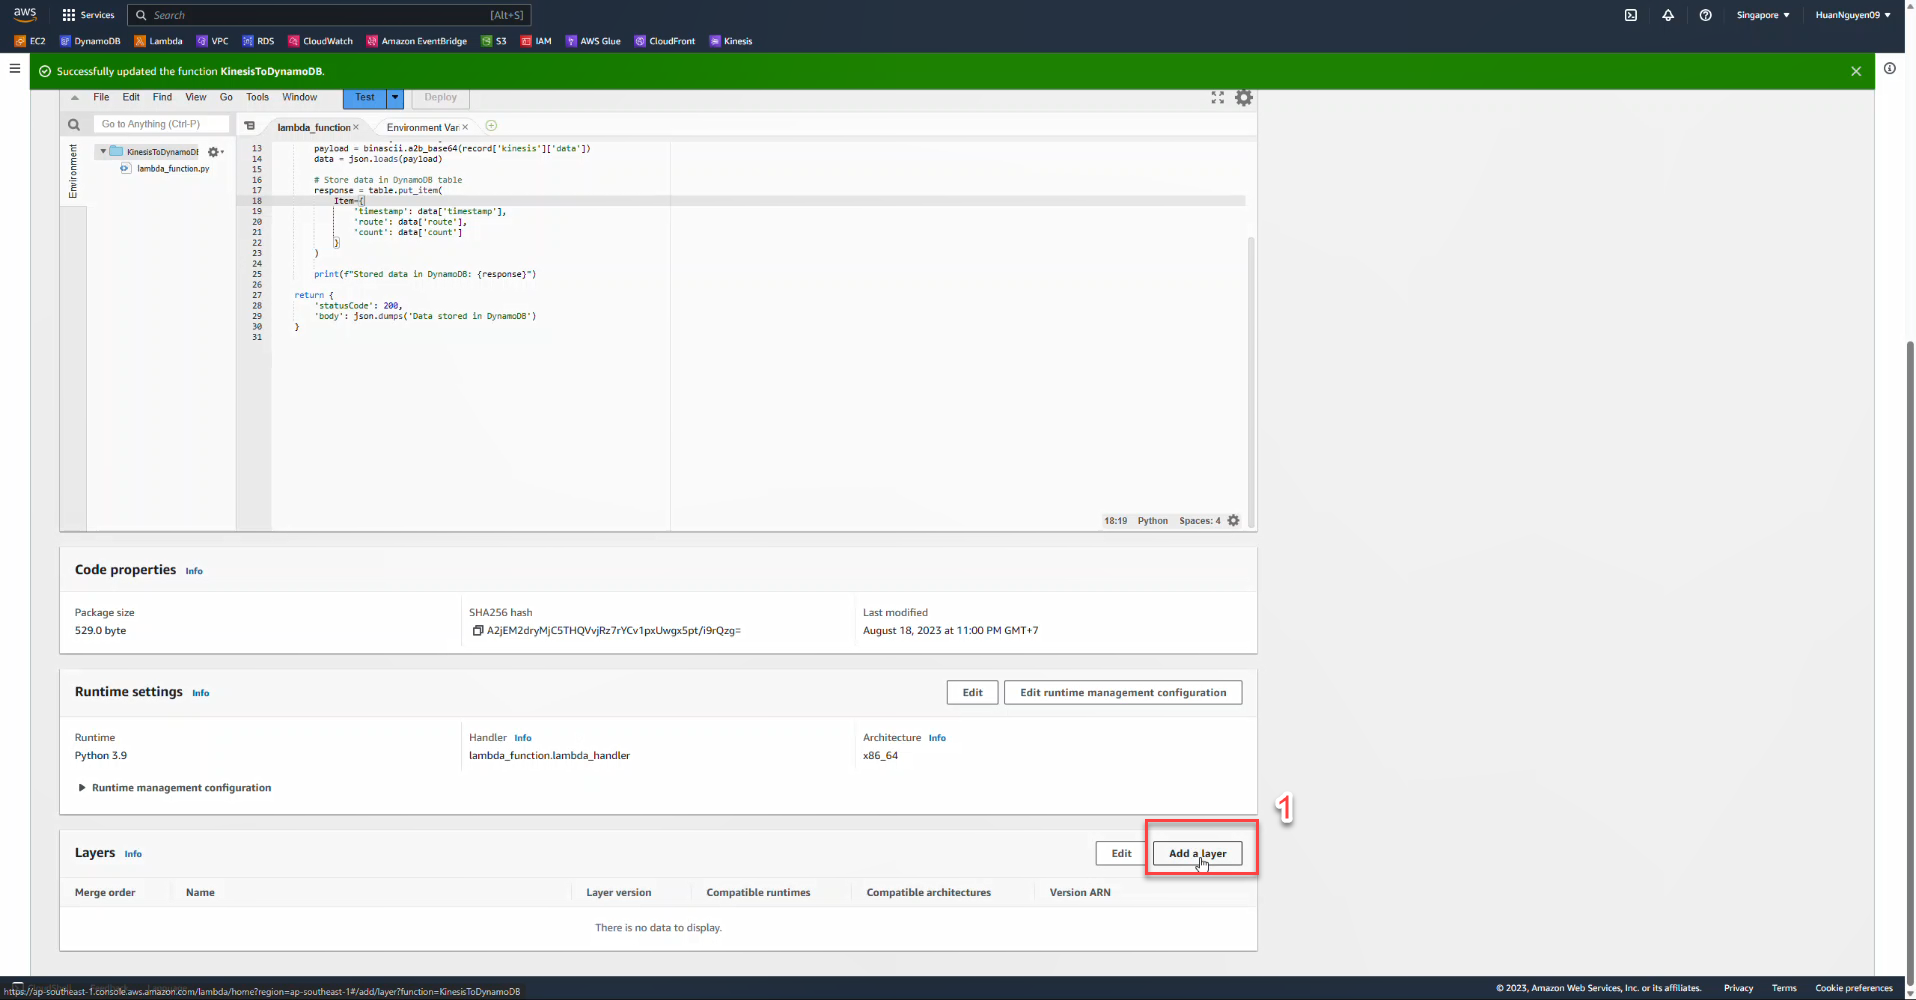 aws
Services
Search
[Alt+S]
Singapore
HuanNguyen09
EC2
DynamoDB
Lambda
VPC
RDS
CloudWatch
Amazon EventBridge
S3
IAM
AWS Glue
CloudFront
Kinesis
Successfully updated the function KinesisToDynamoDB.
File Edit Find View Go Tools Window
Test
Deploy
Go to Anything (Ctrl-P)
lambda_function
Environment Var
Environment
KinesisToDynamoDB
lambda_function.py
13 payload = binascii.a2b_base64(record['kinesis']['data'])
14 data = json.loads(payload)
15
16 # Store data in DynamoDB table
17 response = table.put_item(
18 Item={
19 'timestamp': data['timestamp'],
20 'route': data['route'],
21 'count': data['count']
22 }
23 )
24
25 print(f"Stored data in DynamoDB: {response}")
26
27 return {
28 'statusCode': 200,
29 'body': json.dumps('Data stored in DynamoDB')
30 }
31
18:19 Python Spaces: 4
Code properties Info
Package size
529.0 byte
SHA256 hash
A2jEM2dryMjC5THQVvjRz7rYCv1pxUwgx5pt/i9rQzg=
Last modified
August 18, 2023 at 11:00 PM GMT+7
Runtime settings Info
Edit
Edit runtime management configuration
Runtime
Python 3.9
Handler Info
lambda_function.lambda_handler
Architecture Info
x86_64
Runtime management configuration
1
Layers Info
Edit
Add a layer
Merge order
Name
Layer version
Compatible runtimes
Compatible architectures
Version ARN
There is no data to display.
https://ap-southeast-1.console.aws.amazon.com/lambda/home?region=ap-southeast-1#/add/layer?function=KinesisToDynamoDB
© 2023, Amazon Web Services, Inc. or its affiliates.
Privacy
Terms
Cookie preferences